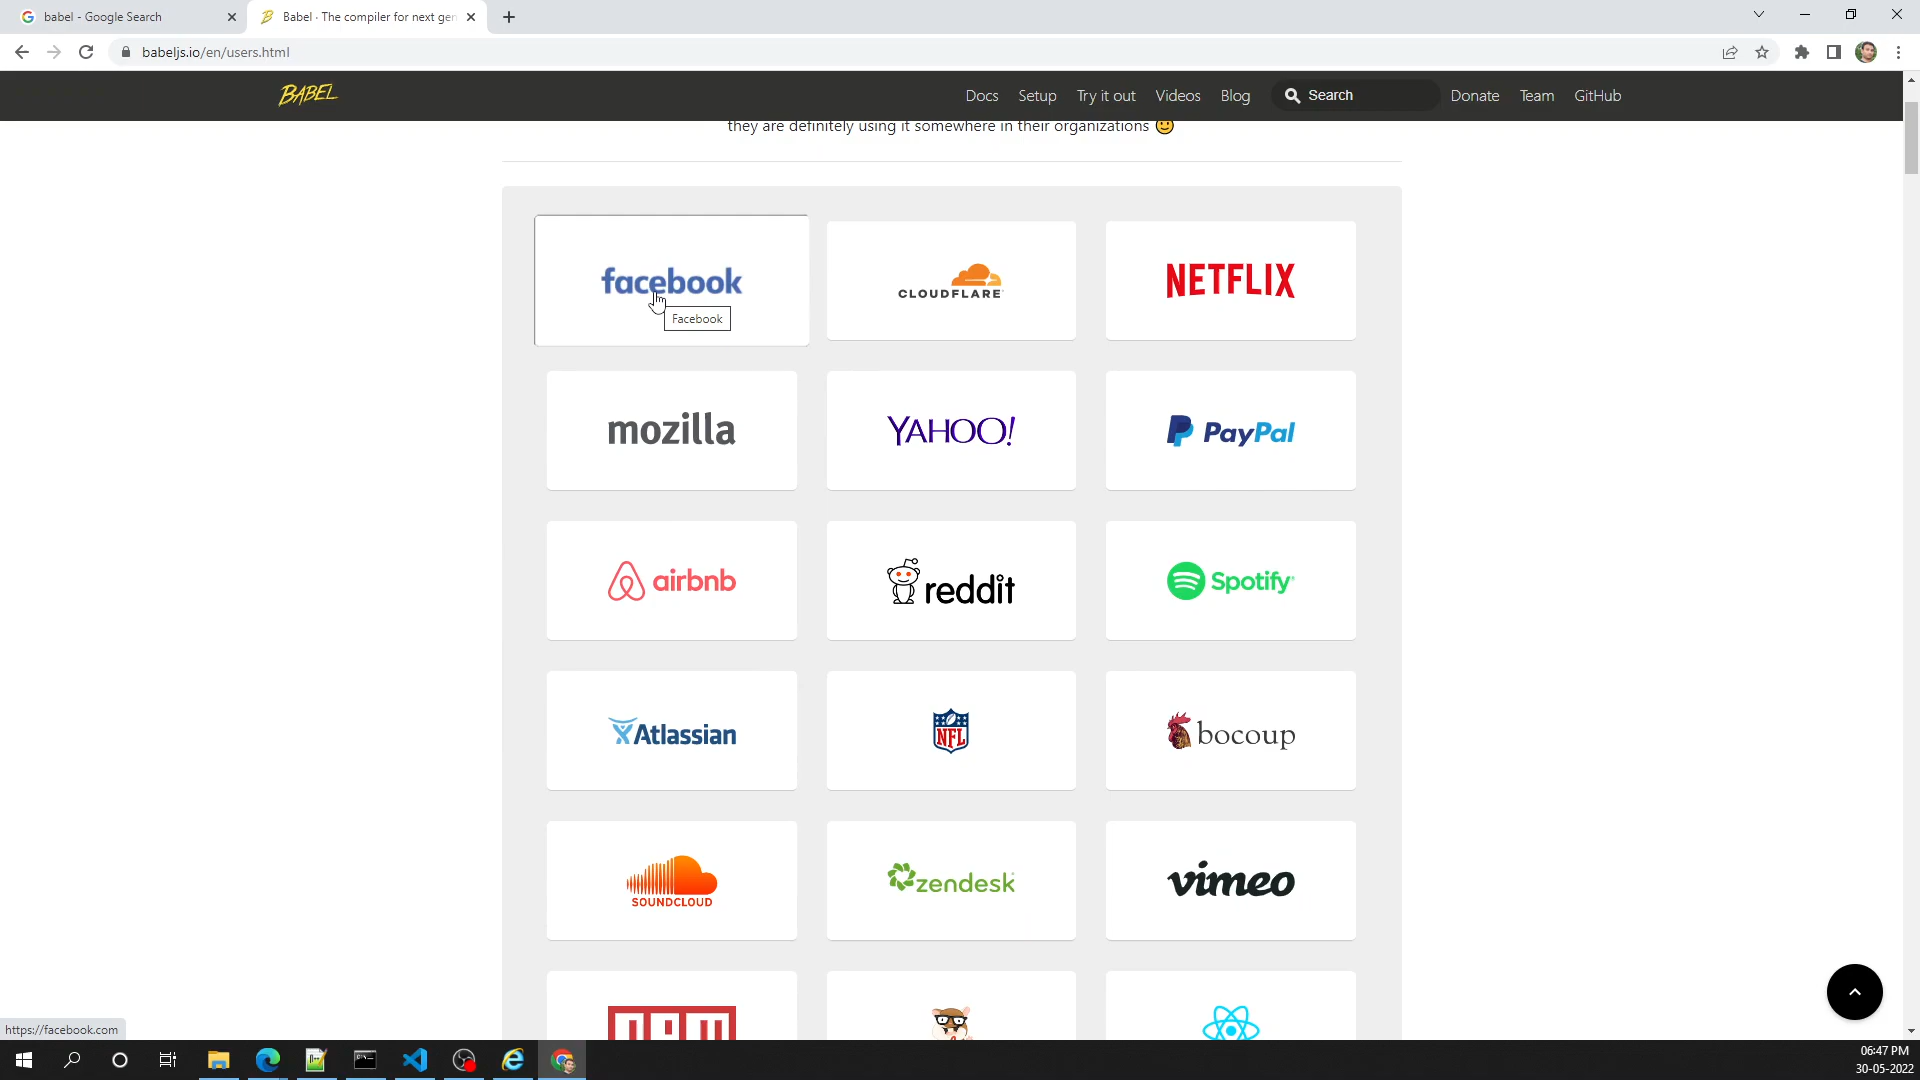 babel - Google Search
Babel · The compiler for next gen
babeljs.io/en/users.html
BABEL
Docs
Setup
Try it out
Videos
Blog
Search
Donate
Team
GitHub
they are definitely using it somewhere in their organizations 🙂
facebook
CLOUDFLARE
NETFLIX
Facebook
mozilla
YAHOO!
PayPal
airbnb
reddit
Spotify
Atlassian
NFL
bocoup
SOUNDCLOUD
zendesk
vimeo
https://facebook.com
06:47 PM
30-05-2022